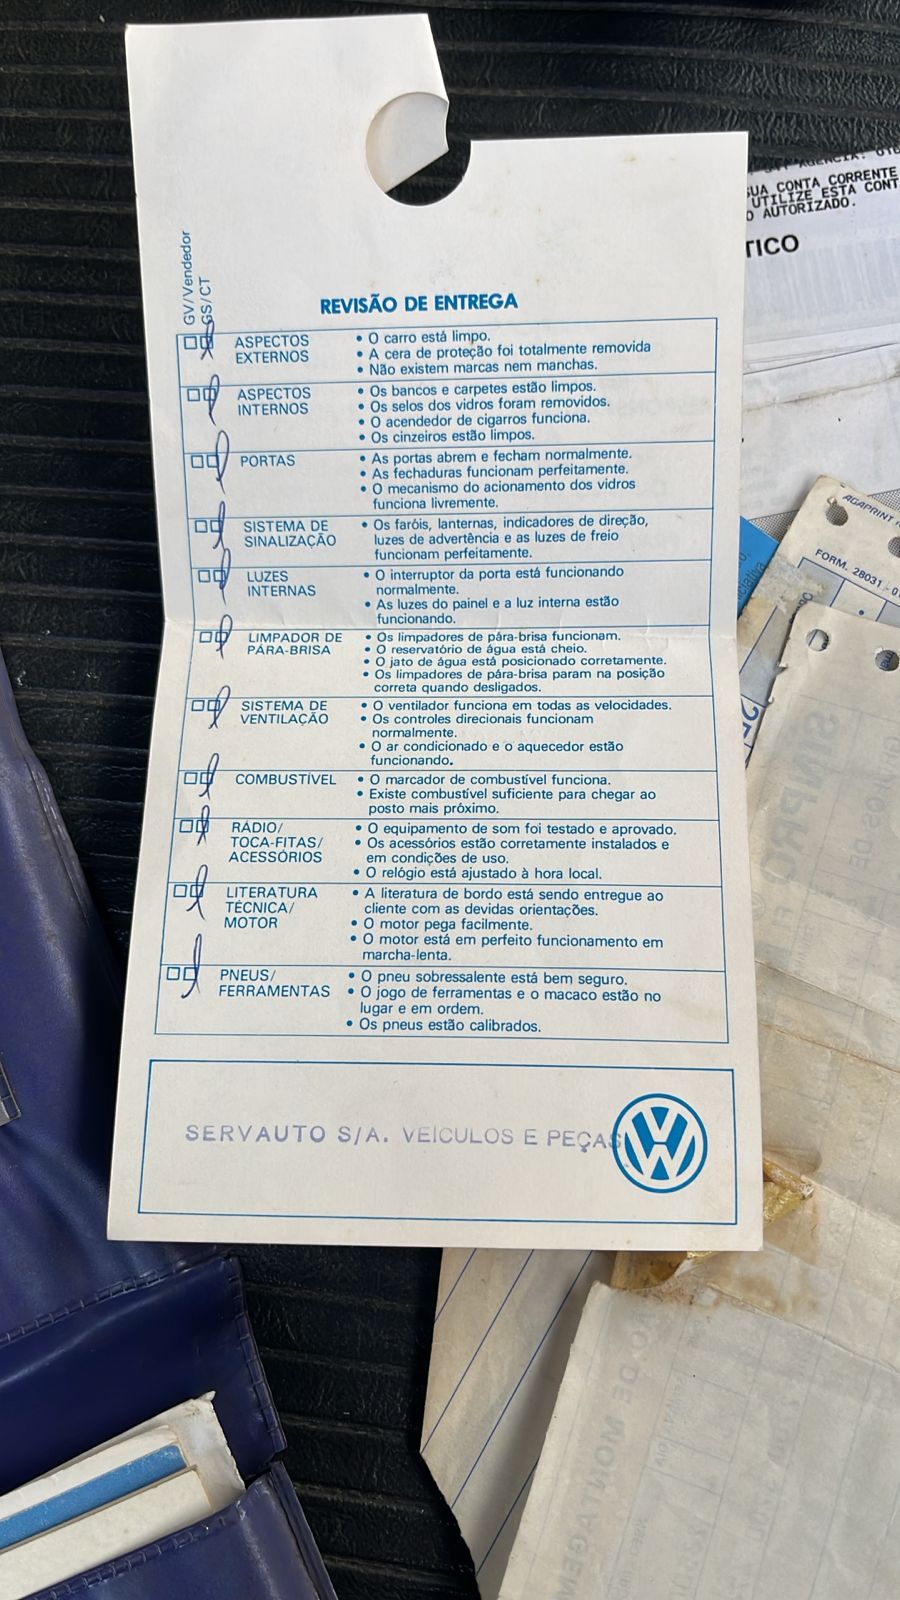 GV/Vendedor
GS/CT
REVISÃO DE ENTREGA
ASPECTOS
EXTERNOS
• O carro está limpo.
• A cera de proteção foi totalmente removida
• Não existem marcas nem manchas.
ASPECTOS
INTERNOS
• Os bancos e carpetes estão limpos.
• Os selos dos vidros foram removidos.
• O acendedor de cigarros funciona.
• Os cinzeiros estão limpos.
PORTAS
• As portas abrem e fecham normalmente.
• As fechaduras funcionam perfeitamente.
• O mecanismo do acionamento dos vidros
funciona livremente.
SISTEMA DE
SINALIZAÇÃO
• Os faróis, lanternas, indicadores de direção,
luzes de advertência e as luzes de freio
funcionam perfeitamente.
LUZES
INTERNAS
• O interruptor da porta está funcionando
normalmente.
• As luzes do painel e a luz interna estão
funcionando.
LIMPADOR DE
PÁRA-BRISA
• Os limpadores de pára-brisa funcionam.
• O reservatório de água está cheio.
• O jato de água está posicionado corretamente.
• Os limpadores de pára-brisa param na posição
correta quando desligados.
SISTEMA DE
VENTILAÇÃO
• O ventilador funciona em todas as velocidades.
• Os controles direcionais funcionam
normalmente.
• O ar condicionado e o aquecedor estão
funcionando.
COMBUSTÍVEL
• O marcador de combustível funciona.
• Existe combustível suficiente para chegar ao
posto mais próximo.
RÁDIO/
TOCA-FITAS/
ACESSÓRIOS
• O equipamento de som foi testado e aprovado.
• Os acessórios estão corretamente instalados e
em condições de uso.
• O relógio está ajustado à hora local.
LITERATURA
TÉCNICA/
MOTOR
• A literatura de bordo está sendo entregue ao
cliente com as devidas orientações.
• O motor pega facilmente.
• O motor está em perfeito funcionamento em
marcha-lenta.
PNEUS/
FERRAMENTAS
• O pneu sobressalente está bem seguro.
• O jogo de ferramentas e o macaco estão no
lugar e em ordem.
• Os pneus estão calibrados.
SERVAUTO S/A. VEICULOS E PEÇAS
AGENCIA:
SUA CONTA CORRENTE
UTILIZE ESTA CONT
O AUTORIZADO.
TICO
AGAPRINT
FORM. 28031